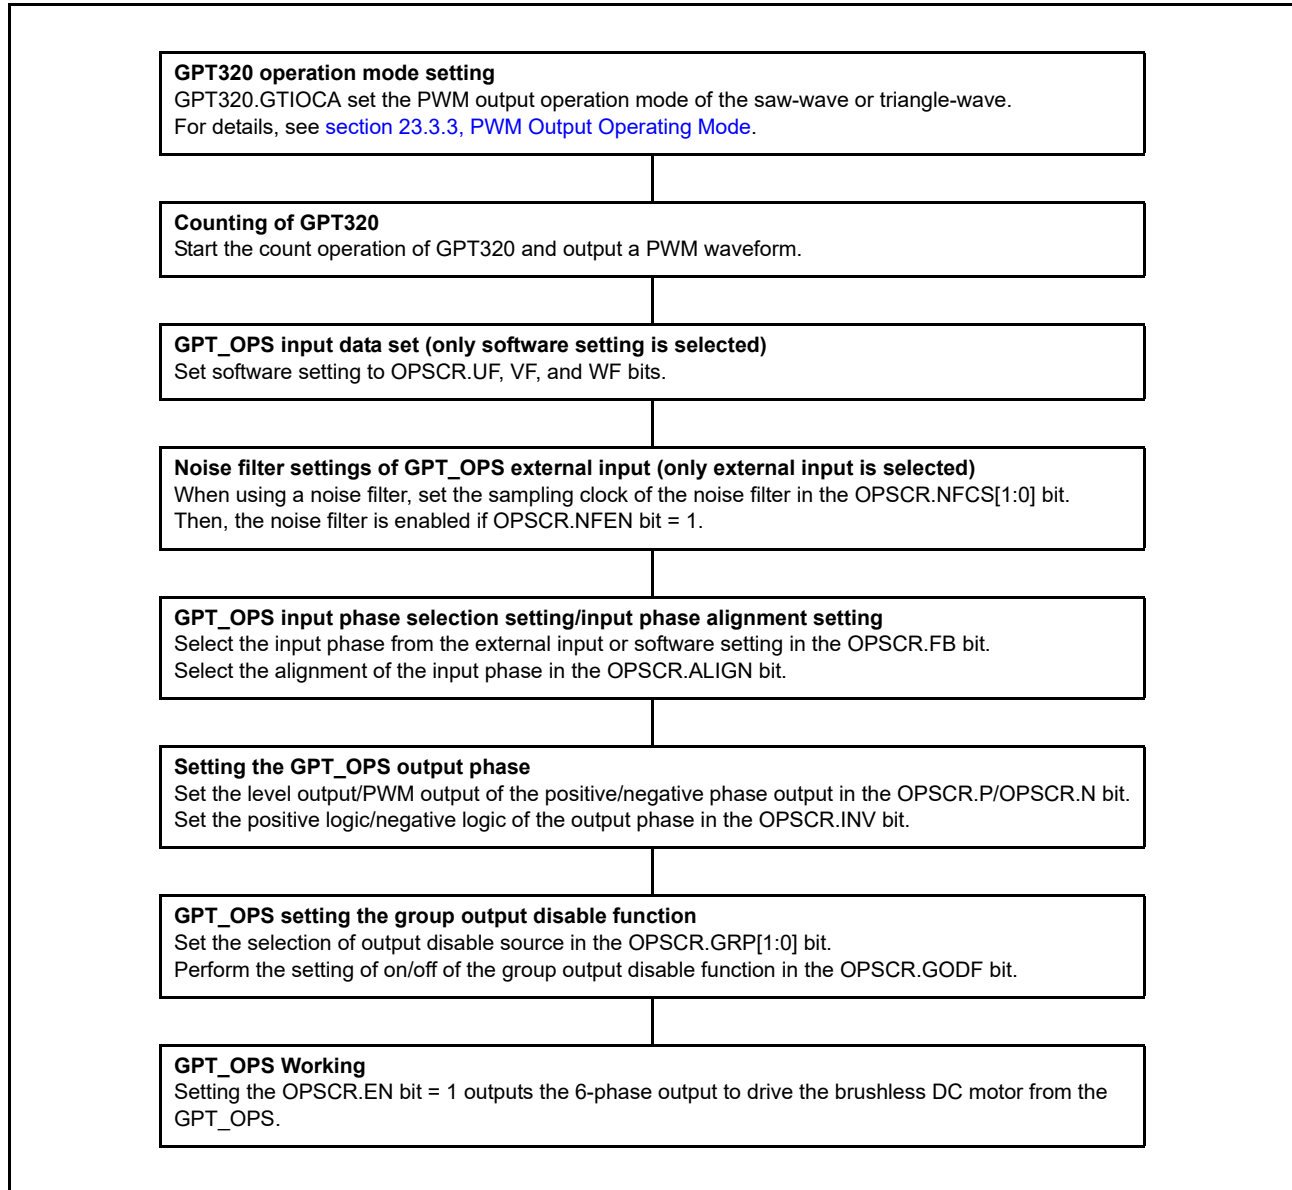 GPT320 operation mode setting
GPT320.GTIOCA set the PWM output operation mode of the saw-wave or triangle-wave.
For details, see section 23.3.3, PWM Output Operating Mode.
Counting of GPT320
Start the count operation of GPT320 and output a PWM waveform.
GPT_OPS input data set (only software setting is selected)
Set software setting to OPSCR.UF, VF, and WF bits.
Noise filter settings of GPT_OPS external input (only external input is selected)
When using a noise filter, set the sampling clock of the noise filter in the OPSCR.NFCS[1:0] bit.
Then, the noise filter is enabled if OPSCR.NFEN bit = 1.
GPT_OPS input phase selection setting/input phase alignment setting
Select the input phase from the external input or software setting in the OPSCR.FB bit.
Select the alignment of the input phase in the OPSCR.ALIGN bit.
Setting the GPT_OPS output phase
Set the level output/PWM output of the positive/negative phase output in the OPSCR.P/OPSCR.N bit.
Set the positive logic/negative logic of the output phase in the OPSCR.INV bit.
GPT_OPS setting the group output disable function
Set the selection of output disable source in the OPSCR.GRP[1:0] bit.
Perform the setting of on/off of the group output disable function in the OPSCR.GODF bit.
GPT_OPS Working
Setting the OPSCR.EN bit = 1 outputs the 6-phase output to drive the brushless DC motor from the
GPT_OPS.